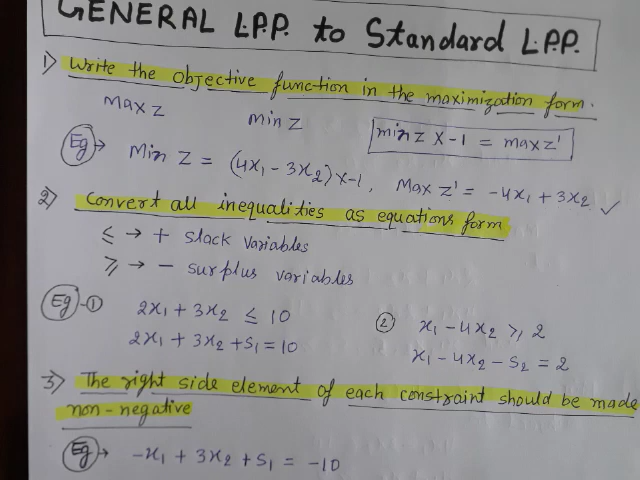 GENERAL L.P.P. to Standard L.P.P.
1) Write the Objective function in the maximization form.
Max Z Min Z min Z X-1 = max Z'
Eg → Min Z = (4x₁ - 3x₂) x-1, Max Z' = -4x₁ + 3x₂ ✓
2) Convert all inequalities as equations form
≤ → + slack variables
≥ → - surplus variables
Eg -① 2x₁ + 3x₂ ≤ 10 ② x₁ - 4x₂ ≥ 2
2x₁ + 3x₂ + S₁ = 10 x₁ - 4x₂ - S₂ = 2
3) The right side element of each constraint should be made
non-negative
Eg → -x₁ + 3x₂ + S₁ = -10